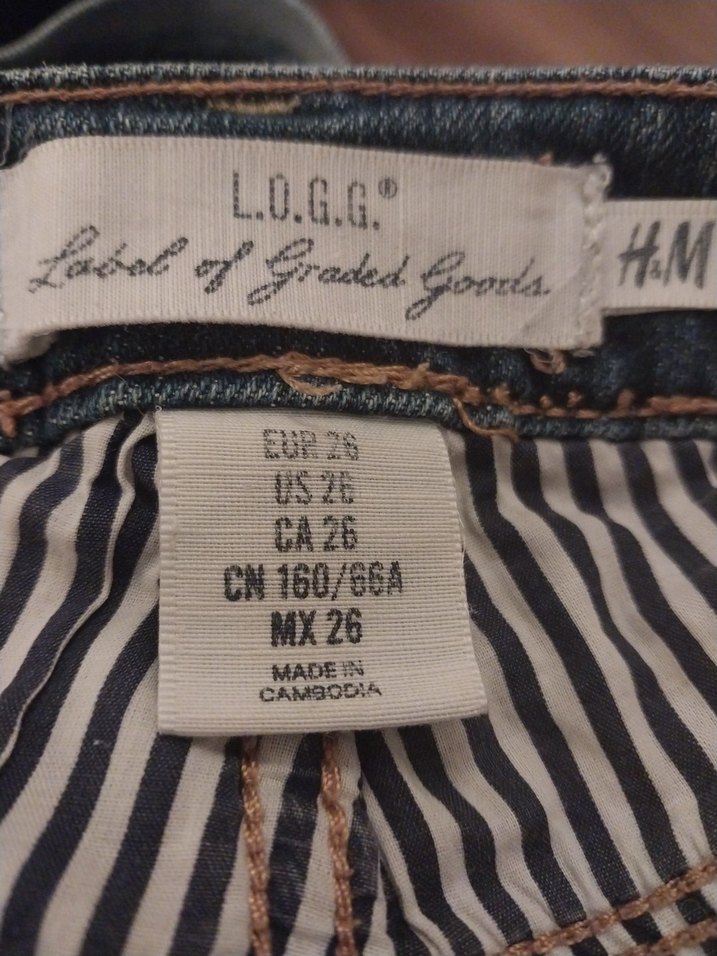 L.O.G.G.®
Label of Graded Goods
H&M
EUR 26
US 26
CA 26
CN 160/66A
MX 26
MADE IN
CAMBODIA